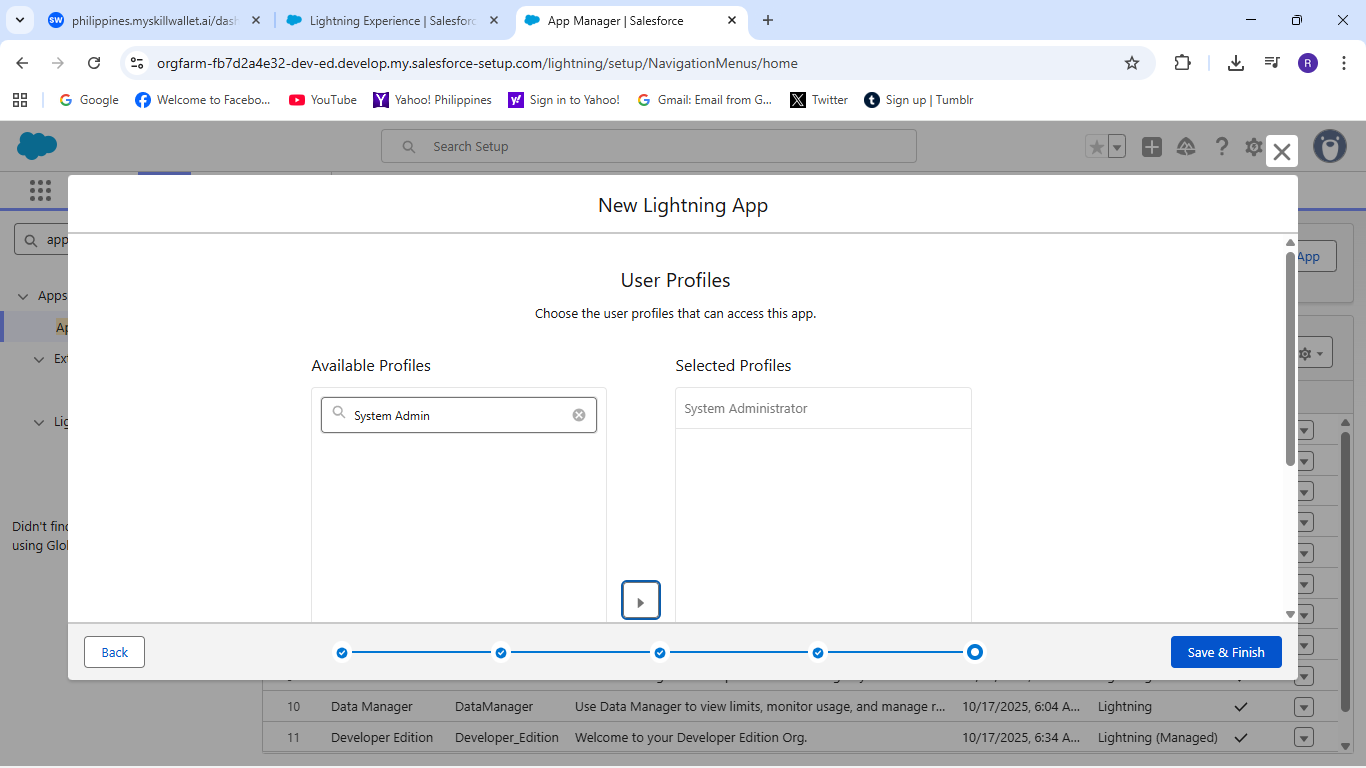 SW philippines.myskillwallet.ai/dash
Lightning Experience | Salesforc
App Manager | Salesforce
orgfarm-fb7d2a4e32-dev-ed.develop.my.salesforce-setup.com/lightning/setup/NavigationMenus/home
R
Google
Welcome to Facebo...
YouTube
Yahoo! Philippines
Sign in to Yahoo!
Gmail: Email from G...
Twitter
Sign up | Tumblr
Search Setup
New Lightning App
app
App
User Profiles
Apps
Choose the user profiles that can access this app.
Ap
Ext
Available Profiles
Selected Profiles
System Admin
System Administrator
Lig
Didn't find
using Glo
Back
Save & Finish
10 Data Manager DataManager Use Data Manager to view limits, monitor usage, and manage r... 10/17/2025, 6:04 A... Lightning
11 Developer Edition Developer_Edition Welcome to your Developer Edition Org. 10/17/2025, 6:34 A... Lightning (Managed)